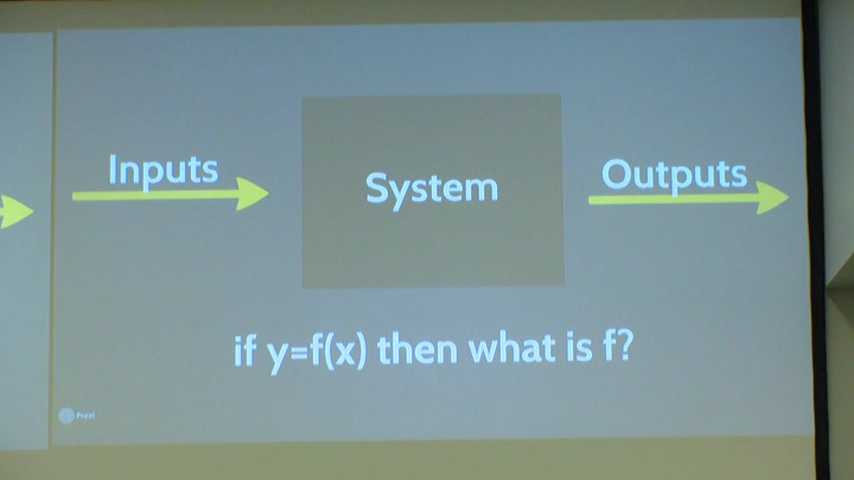 Inputs
System
Outputs
if y=f(x) then what is f?
Prezi